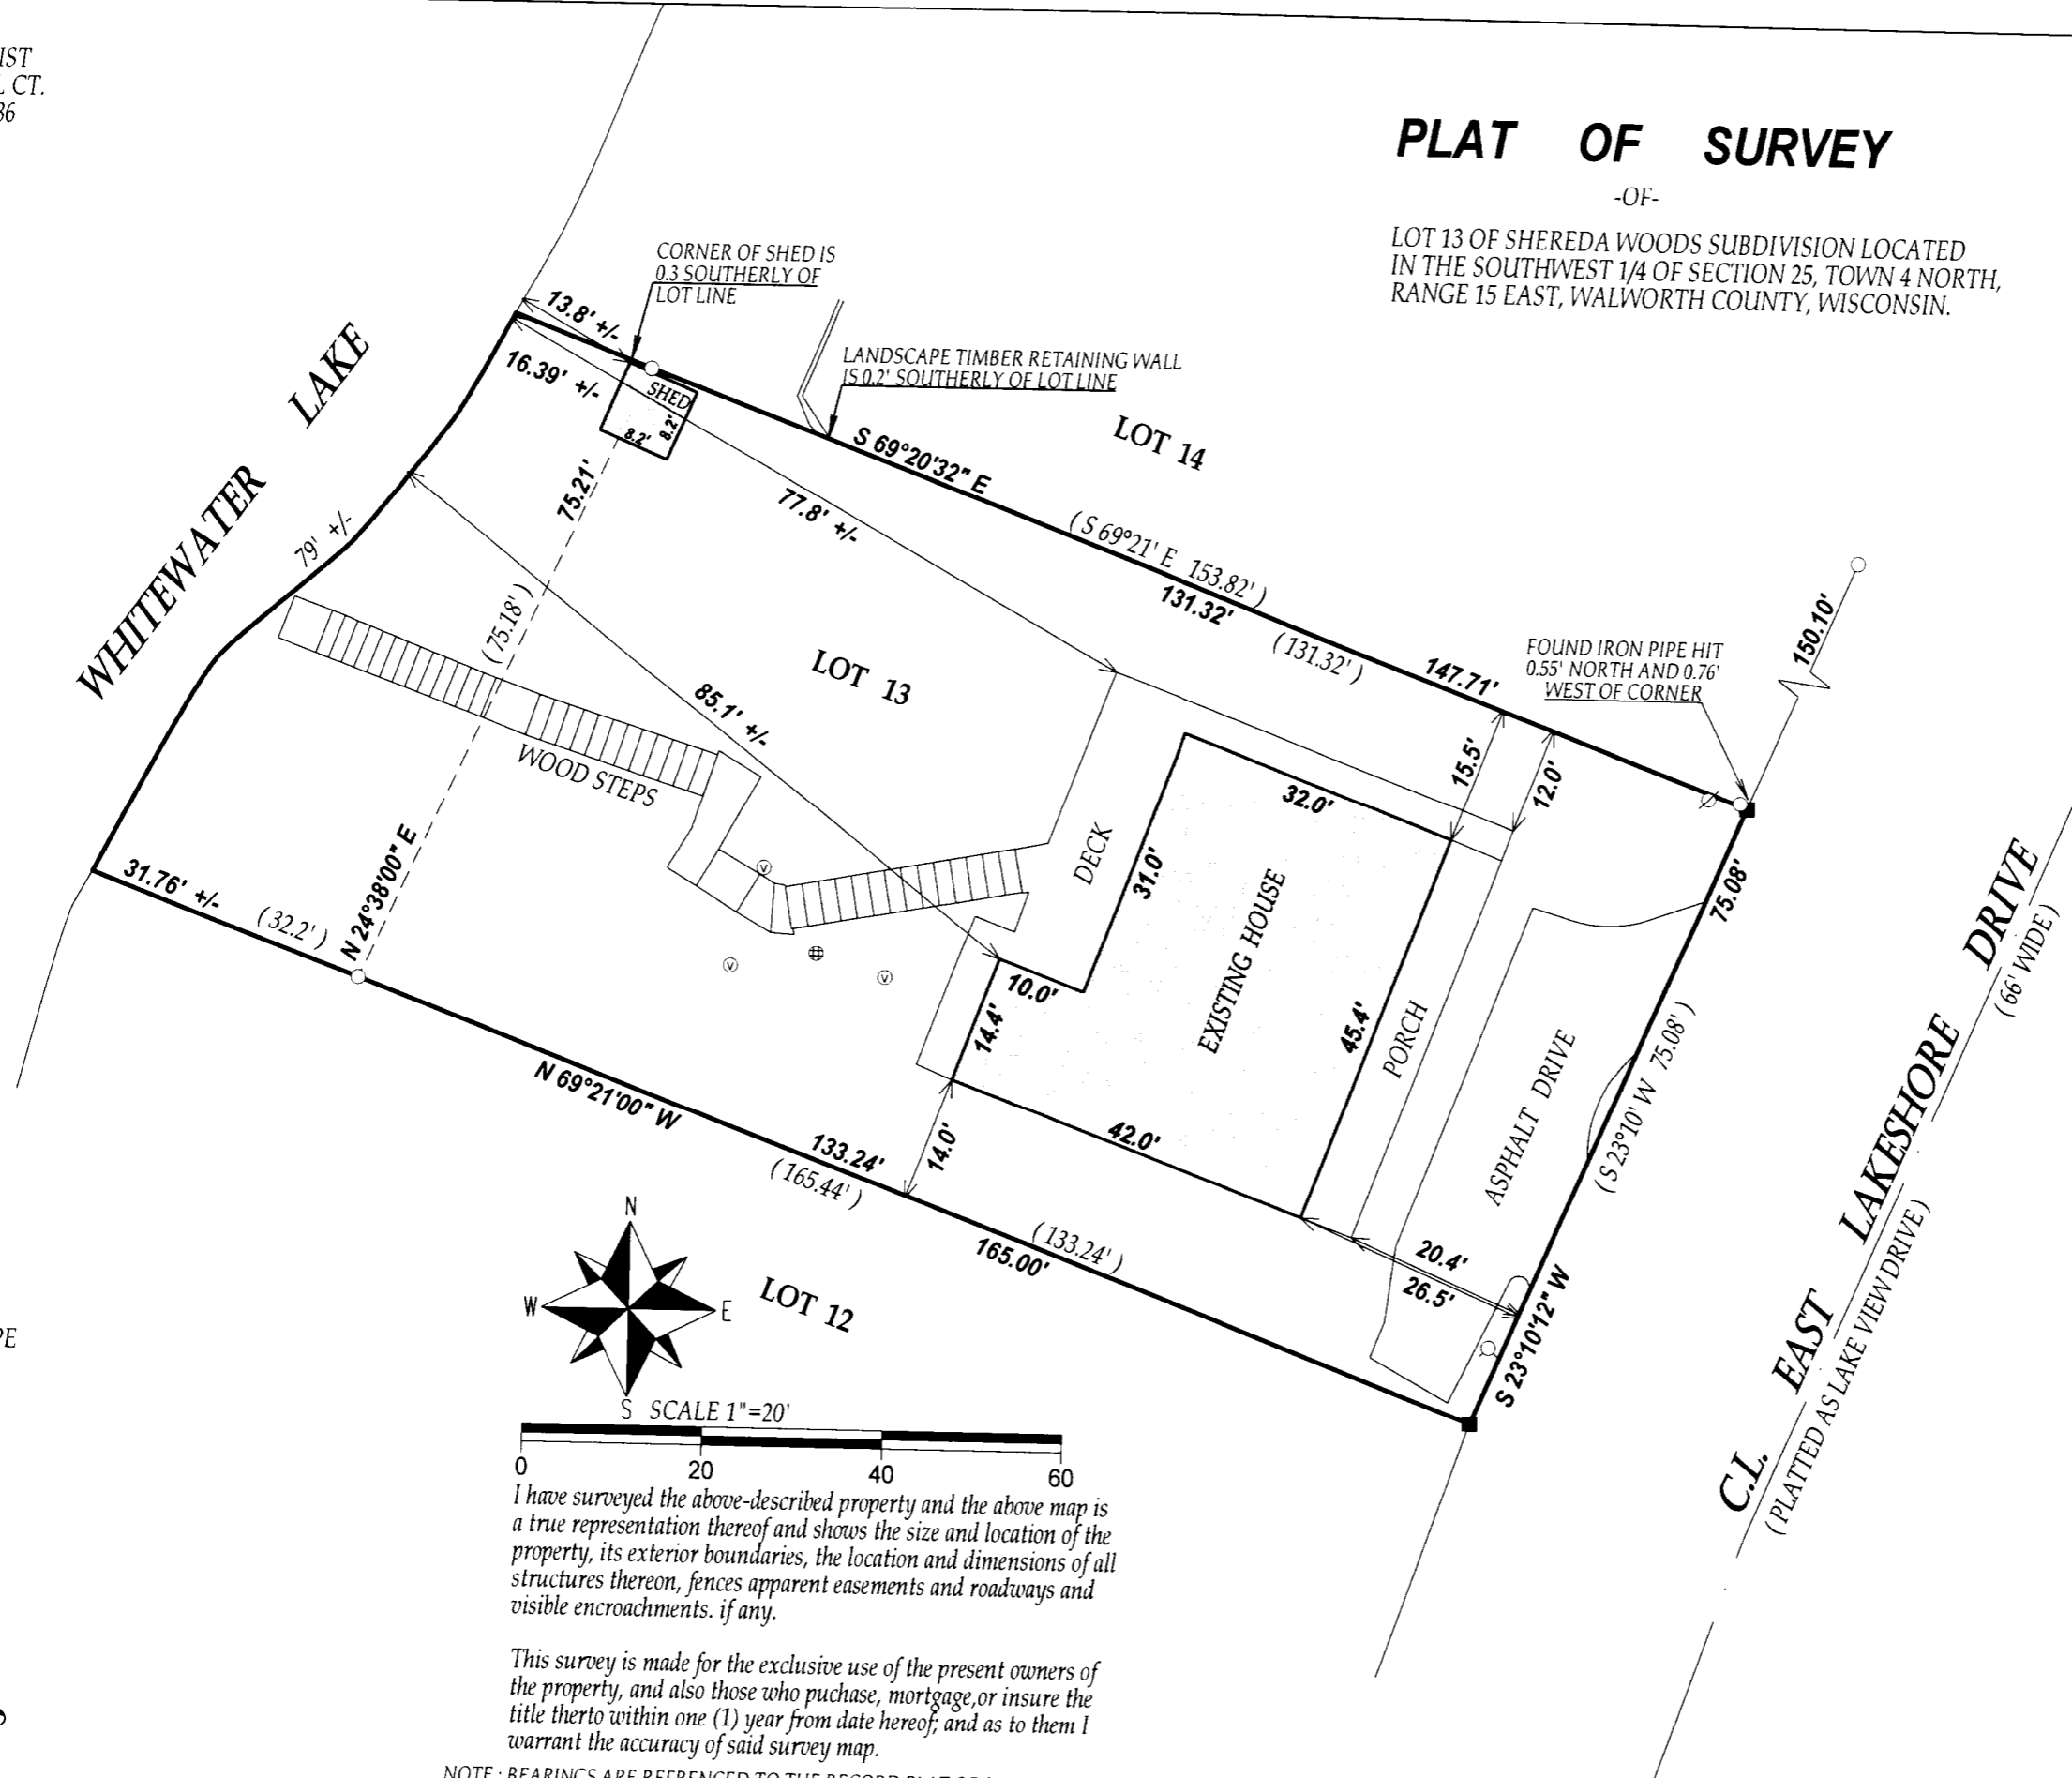 IST
L CT.
36
PLAT OF SURVEY
-OF-
LOT 13 OF SHEREDA WOODS SUBDIVISION LOCATED
IN THE SOUTHWEST 1/4 OF SECTION 25, TOWN 4 NORTH,
RANGE 15 EAST, WALWORTH COUNTY, WISCONSIN.
CORNER OF SHED IS
0.3 SOUTHERLY OF
LOT LINE
13.8' +/-
16.39' +/-
SHED
8.2'
8.2'
LANDSCAPE TIMBER RETAINING WALL
IS 0.2' SOUTHERLY OF LOT LINE
LOT 14
WHITEWATER LAKE
79' +/-
75.21'
(75.18')
77.8' +/-
S 69°20'32" E
(S 69°21' E 153.82')
131.32'
(131.32')
147.71'
FOUND IRON PIPE HIT
0.55' NORTH AND 0.76'
WEST OF CORNER
150.10'
LOT 13
85.1' +/-
WOOD STEPS
DECK
32.0'
15.5'
12.0'
31.0'
EXISTING HOUSE
75.08'
31.76' +/-
(32.2')
N 24°38'00" E
V
V
V
10.0'
14.4'
45.4'
PORCH
ASPHALT DRIVE
(S 23°10' W 75.08')
C.L. EAST LAKESHORE DRIVE
(66' WIDE)
(PLATTED AS LAKE VIEW DRIVE)
N 69°21'00" W
133.24'
(165.44')
14.0'
42.0'
(133.24')
165.00'
20.4'
26.5'
S 23°10'12" W
LOT 12
N
W
E
S
SCALE 1"=20'
0 20 40 60
PE
I have surveyed the above-described property and the above map is
a true representation thereof and shows the size and location of the
property, its exterior boundaries, the location and dimensions of all
structures thereon, fences apparent easements and roadways and
visible encroachments. if any.
This survey is made for the exclusive use of the present owners of
the property, and also those who puchase, mortgage,or insure the
title therto within one (1) year from date hereof; and as to them I
warrant the accuracy of said survey map.
NOTE : BEARINGS ARE REFRENCED TO THE RECORD PLAT